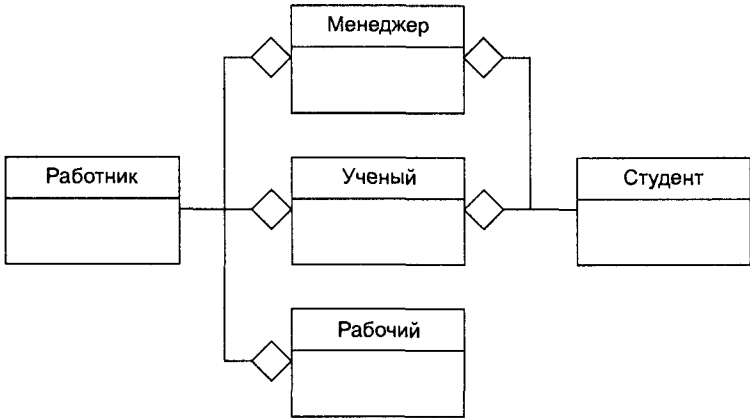 Менеджер
Работник
Ученый
Студент
Рабочий